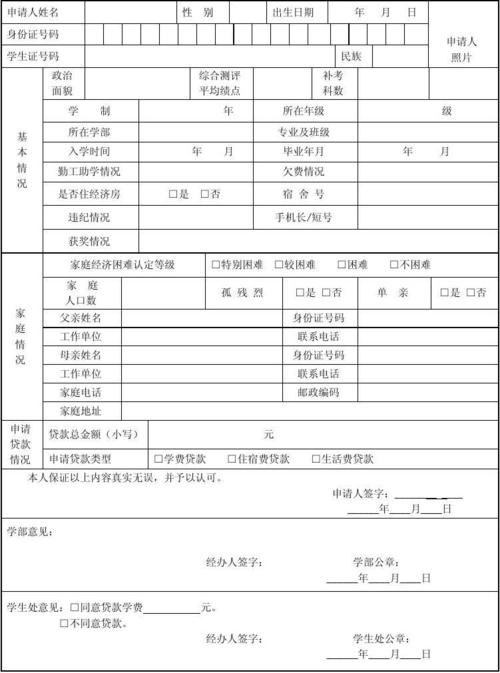 申请人姓名 性 别 出生日期 年 月 日
身份证号码
申请人
照片
学生证号码 民族
基本情况
政治面貌 综合测评平均绩点 补考科数
学 制 年 所在年级 级
所在学部 专业及班级
入学时间 年 月 毕业年月 年 月
勤工助学情况 欠费情况
是否住经济房 □是 □否 宿 舍 号
违纪情况 手机长/短号
获奖情况
家庭情况
家庭经济困难认定等级 □特别困难 □较困难 □困难 □不困难
家 庭人口数 孤 残 烈 □是 □否 单 亲 □是 □否
父亲姓名 身份证号码
工作单位 联系电话
母亲姓名 身份证号码
工作单位 联系电话
家庭电话 邮政编码
家庭地址
申请贷款情况
贷款总金额（小写） 元
申请贷款类型 □学费贷款 □住宿费贷款 □生活费贷款
本人保证以上内容真实无误，并予以认可。
申请人签字：____________
______年____月____日
学部意见：
经办人签字： 学部公章：
______年____月____日
学生处意见：□同意贷款学费__________元。
□不同意贷款。
经办人签字： 学生处公章：
______年____月____日